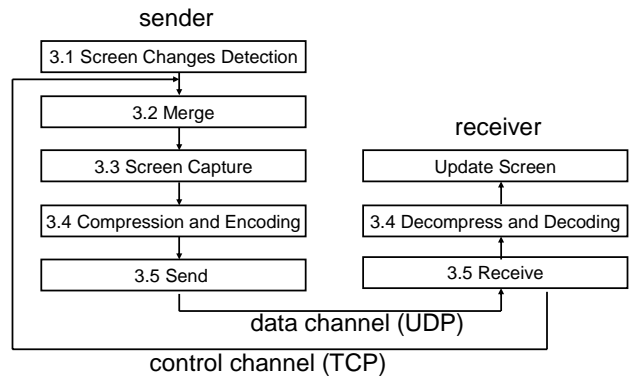 sender
3.1 Screen Changes Detection
3.2 Merge
3.3 Screen Capture
3.4 Compression and Encoding
3.5 Send
receiver
Update Screen
3.4 Decompress and Decoding
3.5 Receive
data channel (UDP)
control channel (TCP)